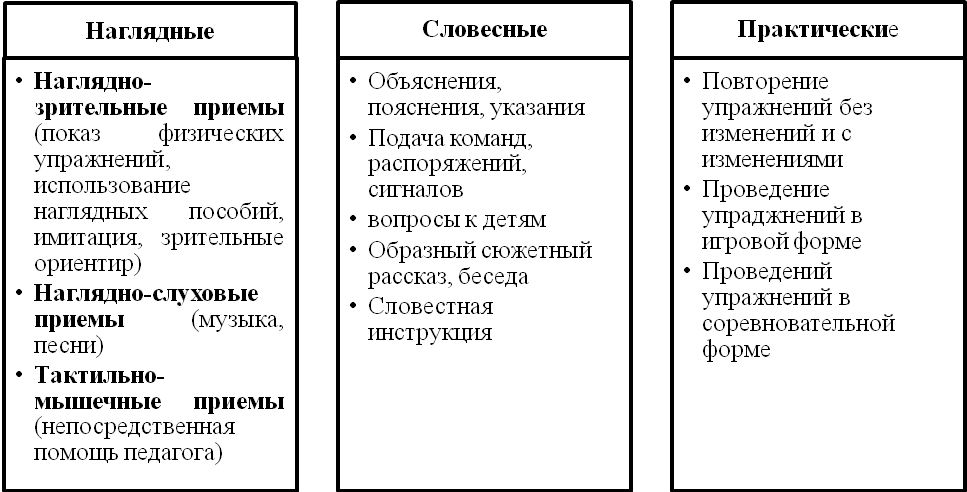 Наглядные
• Наглядно-
зрительные приемы
(показ физических
упражнений,
использование
наглядных пособий,
имитация, зрительные
ориентир)
• Наглядно-слуховые
приемы (музыка,
песни)
• Тактильно-
мышечные приемы
(непосредственная
помощь педагога)
Словесные
• Объяснения,
пояснения, указания
• Подача команд,
распоряжений,
сигналов
• вопросы к детям
• Образный сюжетный
рассказ, беседа
• Словестная
инструкция
Практические
• Повторение
упражнений без
изменений и с
изменениями
• Проведение
упраджнений в
игровой форме
• Проведений
упражнений в
соревновательной
форме